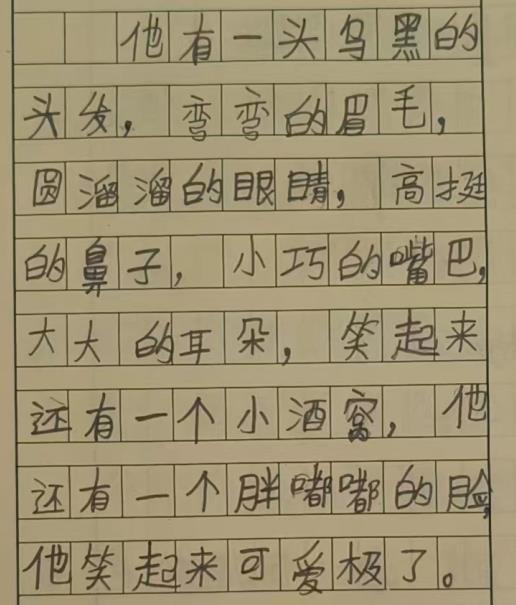 他有一头乌黑的
头发，弯弯的眉毛，
圆溜溜的眼睛，高挺
的鼻子，小巧的嘴巴，
大大的耳朵，笑起来
还有一个小酒窝，他
还有一个胖嘟嘟的脸，
他笑起来可爱极了。